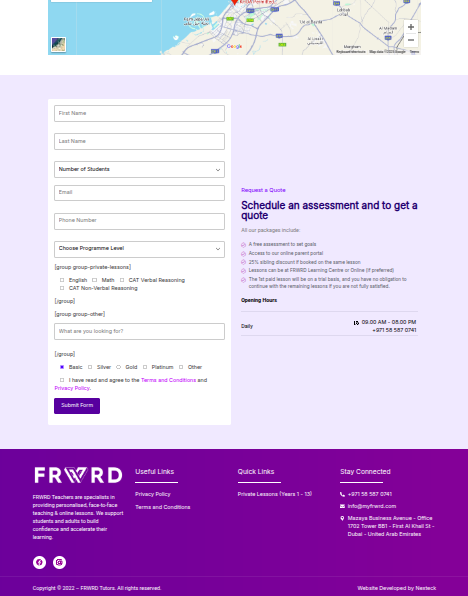 Google
First Name
Last Name
Number of Students
Email
Phone Number
Choose Programme Level
[group group-private-lessons]
English Math CAT Verbal Reasoning
CAT Non-Verbal Reasoning
[/group]
[group group-other]
What are you looking for?
[/group]
Basic Silver Gold Platinum Other
I have read and agree to the Terms and Conditions and
Privacy Policy.
Submit Form
Request a Quote
Schedule an assessment and to get a
quote
All our packages include:
A free assessment to set goals
Access to our online parent portal
25% sibling discount if booked on the same lesson
Lessons can be at FRWRD Learning Centre or Online (if preferred)
The 1st paid lesson will be on a trial basis, and you have no obligation to
continue with the remaining lessons if you are not fully satisfied.
Opening Hours
Daily
09.00 AM - 08.00 PM
+971 58 587 0741
FRWRD
FRWRD Teachers are specialists in
providing personalised, face-to-face
teaching & online lessons. We support
students and adults to build
confidence and accelerate their
learning.
Useful Links
Privacy Policy
Terms and Conditions
Quick Links
Private Lessons (Years 1 - 13)
Stay Connected
+971 58 587 0741
info@myfrwrd.com
Mazaya Business Avenue - Office
1702 Tower BB1 - First Al Khail St -
Dubai - United Arab Emirates
Copyright © 2022 – FRWRD Tutors. All rights reserved.
Website Developed by Nexteck